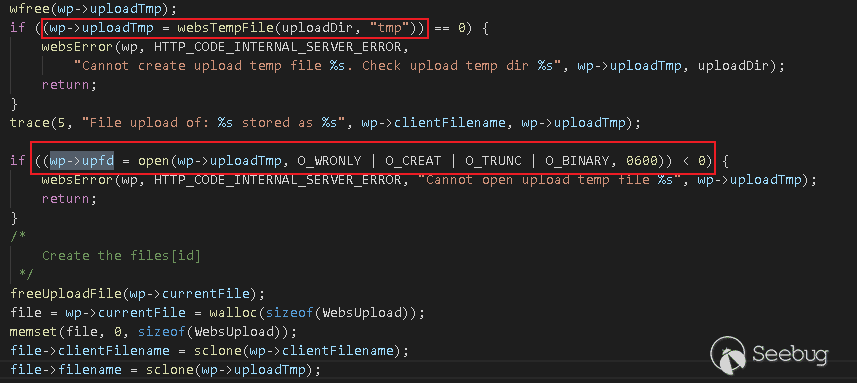 wfree(wp->uploadTmp);
if ((wp->uploadTmp = websTempFile(uploadDir, "tmp")) == 0) {
    websError(wp, HTTP_CODE_INTERNAL_SERVER_ERROR,
        "Cannot create upload temp file %s. Check upload temp dir %s", wp->uploadTmp, uploadDir);
    return;
}
trace(5, "File upload of: %s stored as %s", wp->clientFilename, wp->uploadTmp);
if ((wp->upfd = open(wp->uploadTmp, O_WRONLY | O_CREAT | O_TRUNC | O_BINARY, 0600)) < 0) {
    websError(wp, HTTP_CODE_INTERNAL_SERVER_ERROR, "Cannot open upload temp file %s", wp->uploadTmp);
    return;
}
/*
    Create the files[id]
 */
freeUploadFile(wp->currentFile);
file = wp->currentFile = walloc(sizeof(WebsUpload));
memset(file, 0, sizeof(WebsUpload));
file->clientFilename = sclone(wp->clientFilename);
file->filename = sclone(wp->uploadTmp);
Seebug